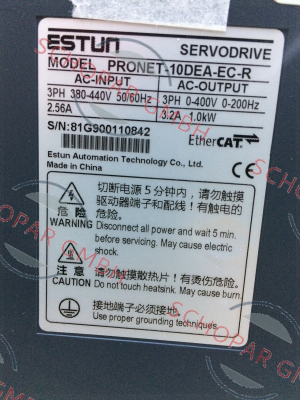 ESTUN SERVODRIVE
MODEL PRONET-10DEA-EC-R
AC-INPUT AC-OUTPUT
3PH 380-440V 50/60Hz 3PH 0-400V 0-200Hz
2.56A 3.2A 1.0kW
S/N:81G900110842
EtherCAT
Estun Automation Technology Co., Ltd.
Made in China
切断电源5分钟内，请勿触摸
驱动器端子和配线！有触电的
危险。
危险
WARNING
Disconnect all power and wait 5 min.
before servicing. May cause electric
shock.
注意
CAUTION
请勿触摸散热片！有烫伤危险。
Do not touch heatsink. May cause burn.
接地端子必须接地。
Use proper grounding techniques.
SCHOPAR GMBH